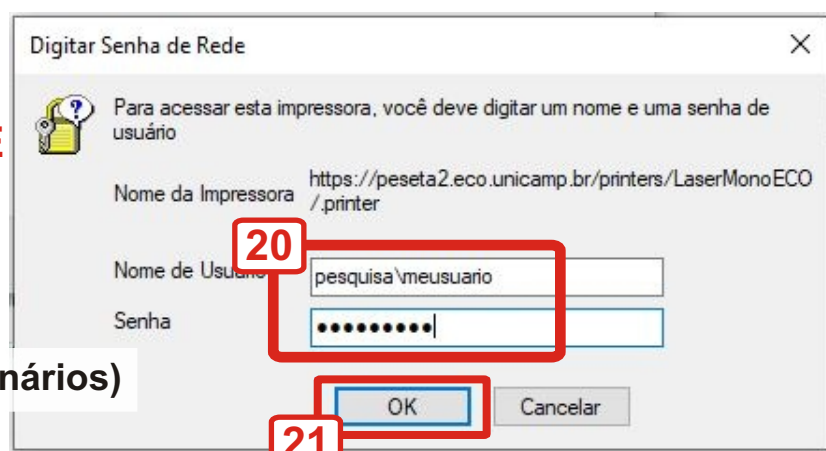 Digitar Senha de Rede
Para acessar esta impressora, você deve digitar um nome e uma senha de
usuário
Nome da Impressora
https://peseta2.eco.unicamp.br/printers/LaserMonoECO
/.printer
20
pesquisa\meusuario
Nome de
Senha
•••••••••
nários)
OK
Cancelar
21